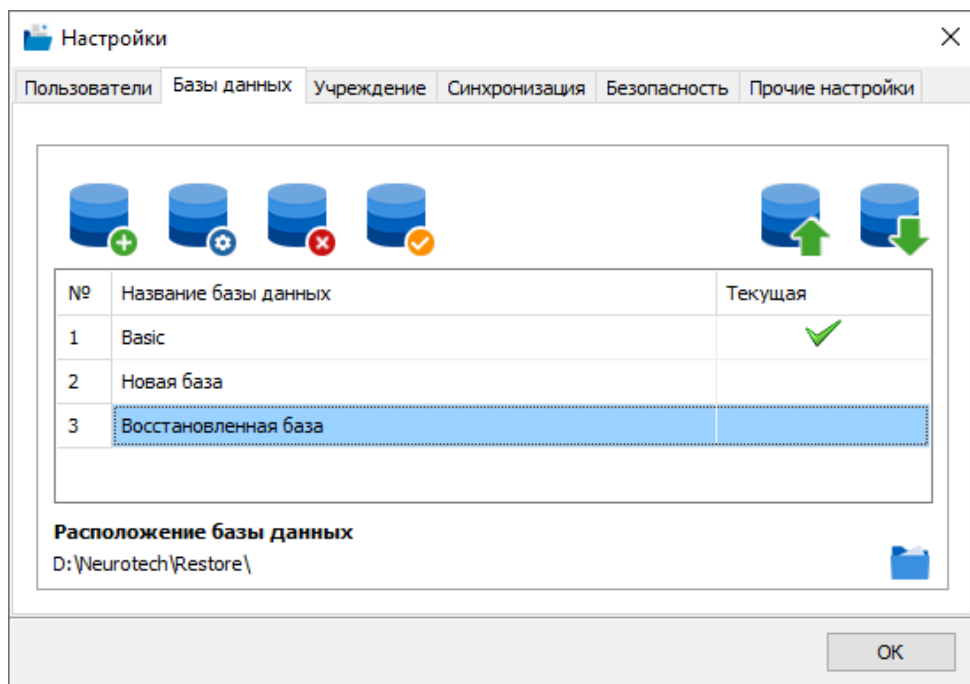 Настройки
Пользователи Базы данных Учреждение Синхронизация Безопасность Прочие настройки
№ Название базы данных Текущая
1 Basic
2 Новая база
3 Восстановленная база
Расположение базы данных
D:\Neurotech\Restore\
OK